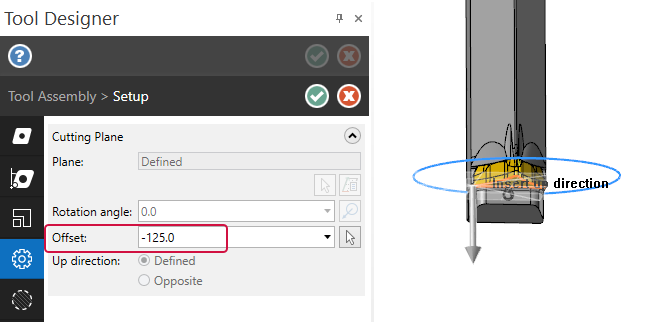 Tool Designer
Tool Assembly > Setup
Cutting Plane
Plane: Defined
Rotation angle: 0.0
Offset: -125.0
Up direction: Defined
Opposite
Insert up direction